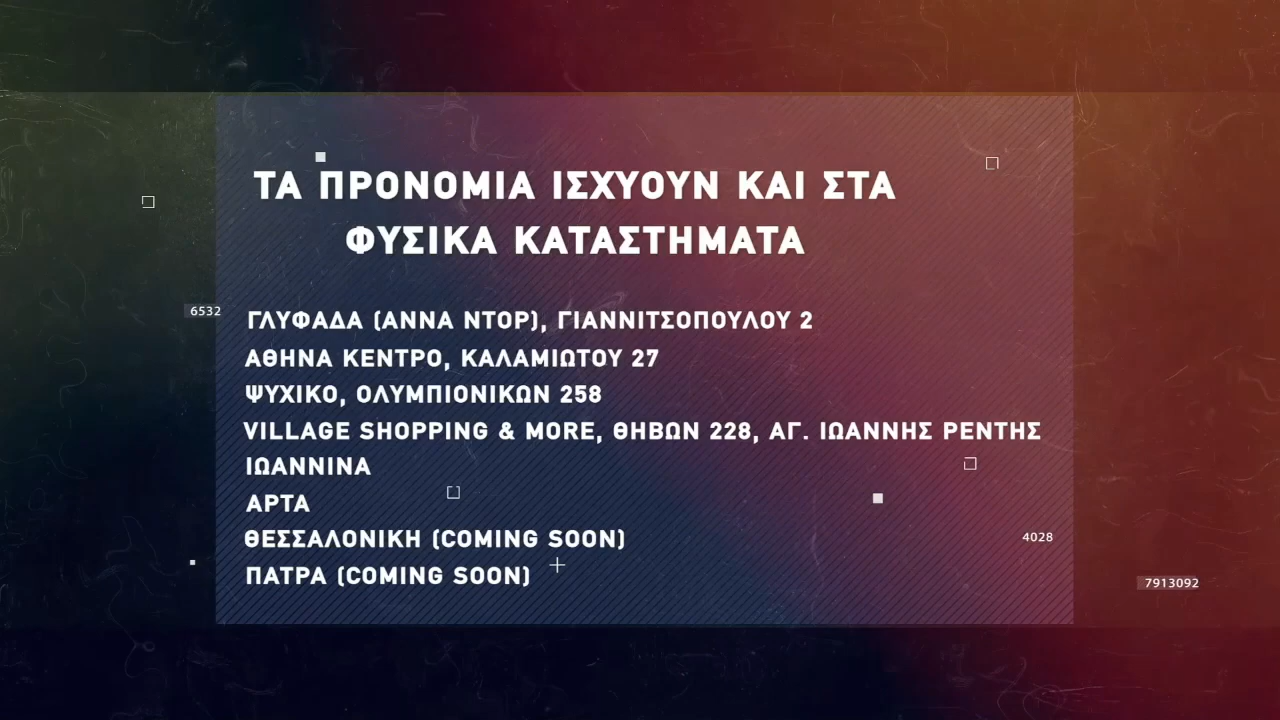 ΤΑ ΠΡΟΝΟΜΙΑ ΙΣΧΥΟΥΝ ΚΑΙ ΣΤΑ
ΦΥΣΙΚΑ ΚΑΤΑΣΤΗΜΑΤΑ
6532
ΓΛΥΦΑΔΑ (ΑΝΝΑ ΝΤΟΡ), ΓΙΑΝΝΙΤΣΟΠΟΥΛΟΥ 2
ΑΘΗΝΑ ΚΕΝΤΡΟ, ΚΑΛΑΜΙΩΤΟΥ 27
ΨΥΧΙΚΟ, ΟΛΥΜΠΙΟΝΙΚΩΝ 258
VILLAGE SHOPPING & MORE, ΘΗΒΩΝ 228, ΑΓ. ΙΩΑΝΝΗΣ ΡΕΝΤΗΣ
ΙΩΑΝΝΙΝΑ
ΑΡΤΑ
ΘΕΣΣΑΛΟΝΙΚΗ (COMING SOON)
4028
ΠΑΤΡΑ (COMING SOON)
7913092